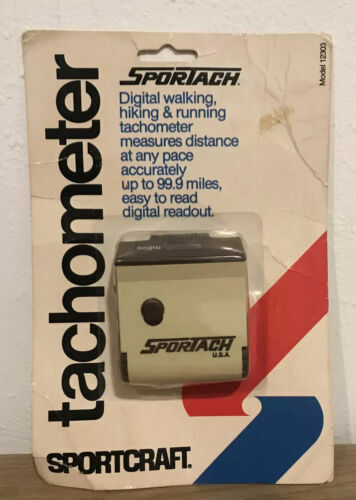 SPORTACH®
Model 12303
tachometer
Digital walking,
hiking & running
tachometer
measures distance
at any pace
accurately
up to 99.9 miles,
easy to read
digital readout.
miles
SPORTACH
U.S.A.
SPORTCRAFT®